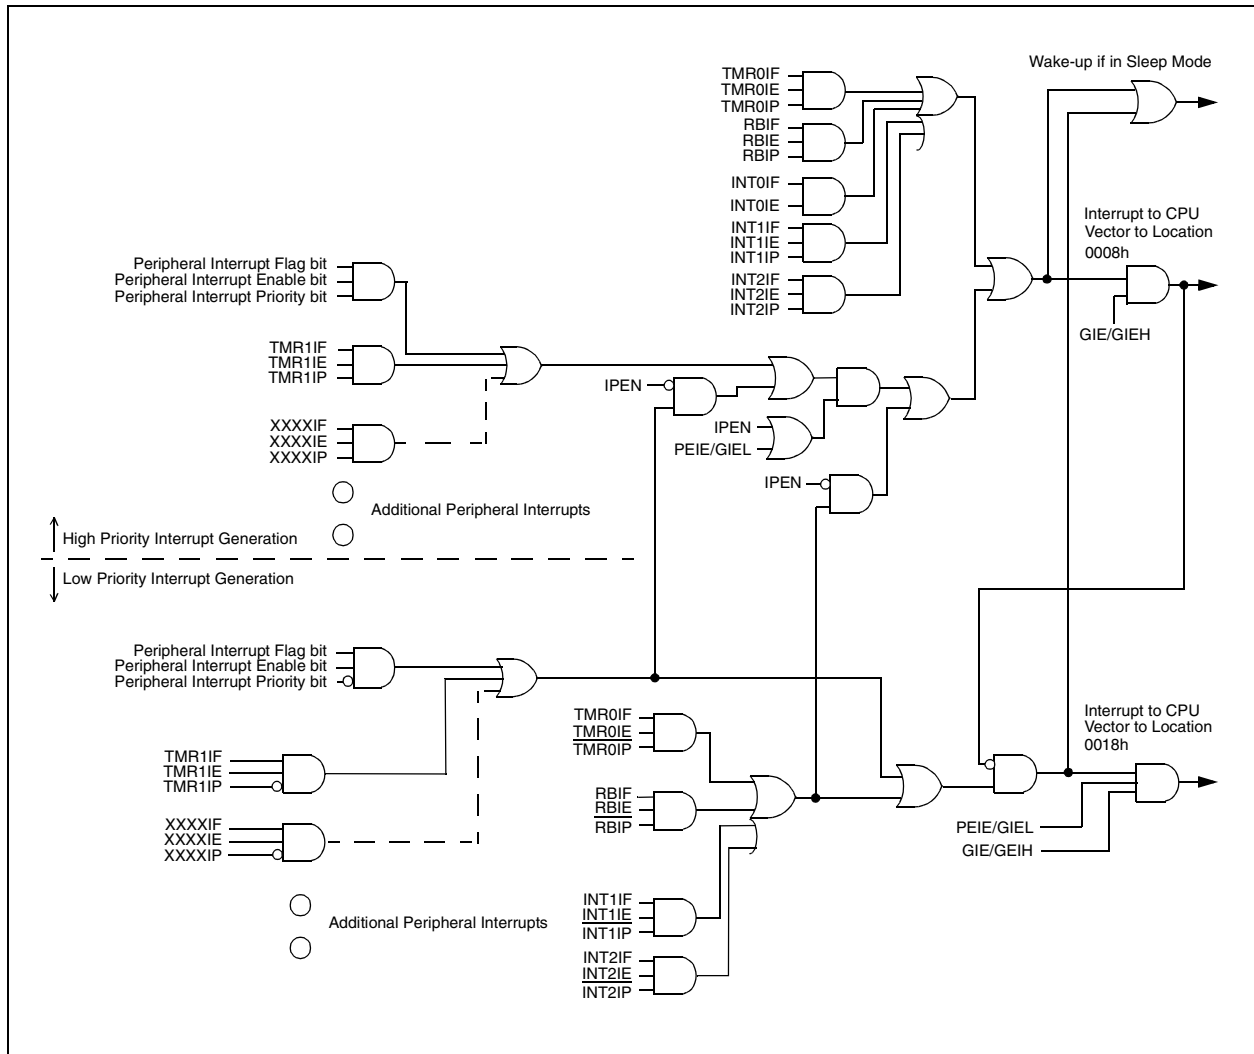 Wake-up if in Sleep Mode
TMR0IF
TMR0IE
TMR0IP
RBIF
RBIE
RBIP
INT0IF
INT0IE
INT1IF
INT1IE
INT1IP
INT2IF
INT2IE
INT2IP
Interrupt to CPU
Vector to Location
0008h
GIE/GIEH
Peripheral Interrupt Flag bit
Peripheral Interrupt Enable bit
Peripheral Interrupt Priority bit
TMR1IF
TMR1IE
TMR1IP
XXXXIF
XXXXIE
XXXXIP
IPEN
IPEN
PEIE/GIEL
IPEN
Additional Peripheral Interrupts
High Priority Interrupt Generation
Low Priority Interrupt Generation
Peripheral Interrupt Flag bit
Peripheral Interrupt Enable bit
Peripheral Interrupt Priority bit
TMR1IF
TMR1IE
TMR1IP
XXXXIF
XXXXIE
XXXXIP
Additional Peripheral Interrupts
TMR0IF
TMR0IE
TMR0IP
RBIF
RBIE
RBIP
INT1IF
INT1IE
INT1IP
INT2IF
INT2IE
INT2IP
Interrupt to CPU
Vector to Location
0018h
PEIE/GIEL
GIE/GEIH